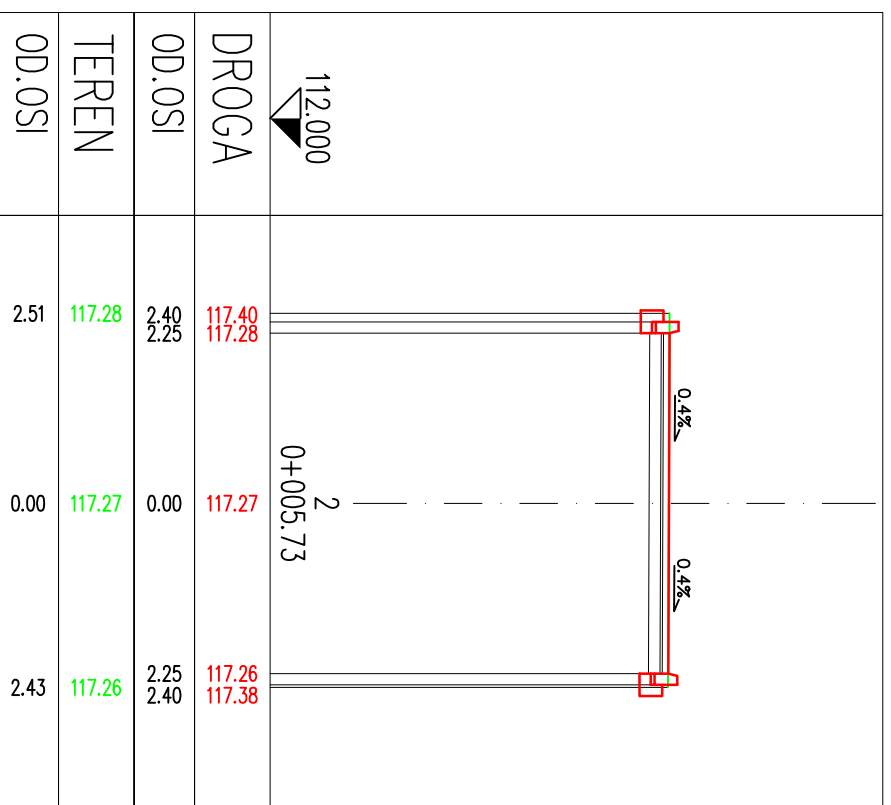 112.000
0.4% 0.4%
2
0+005.73
DROGA 117.40 117.28 117.27 117.26 117.38
OD.OSI 2.40 2.25 0.00 2.25 2.40
TEREN 117.28 117.27 117.26
OD.OSI 2.51 0.00 2.43